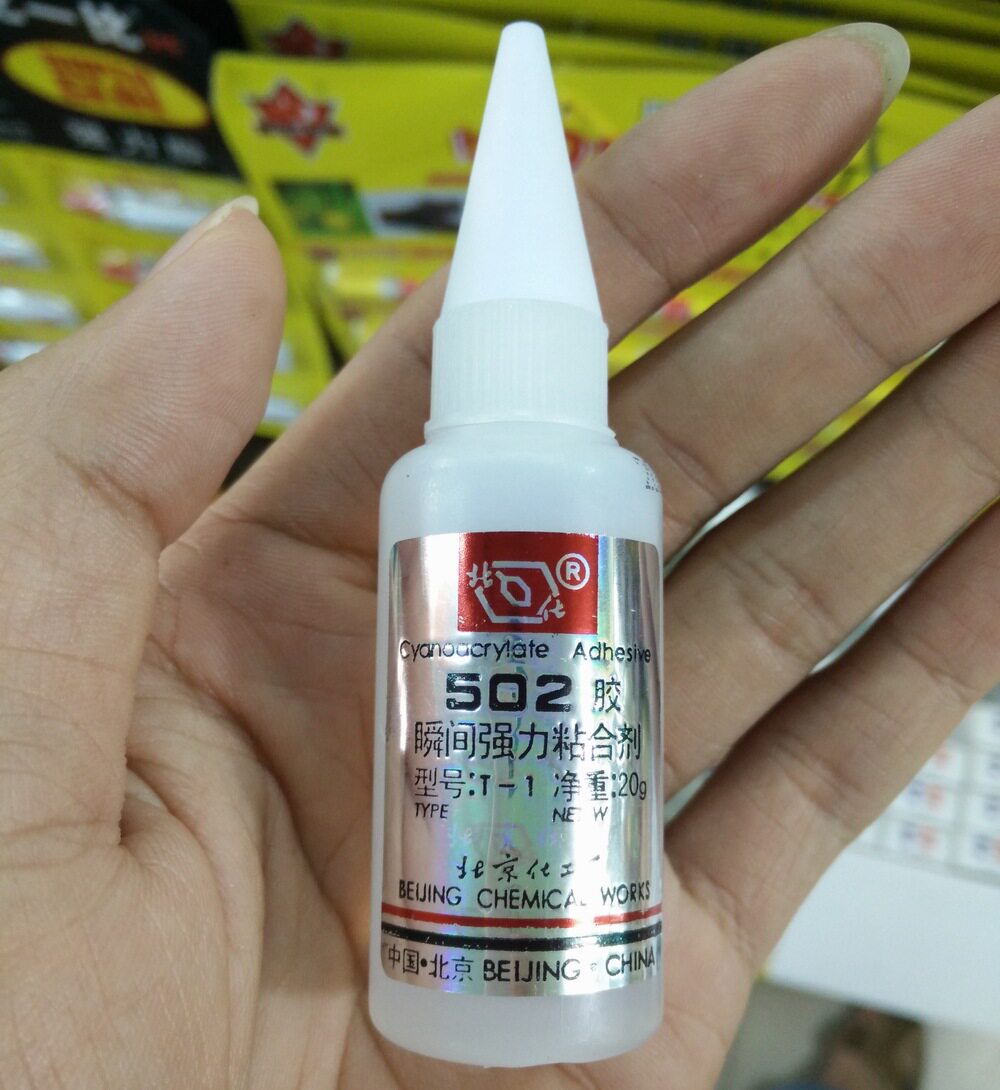 ®
Cyanoacrylate Adhesive
502 胶
瞬间强力粘合剂
型号:T-1 净重:20g
TYPE NET W
北京化工厂
BEIJING CHEMICAL WORKS
中国•北京 BEIJING • CHINA